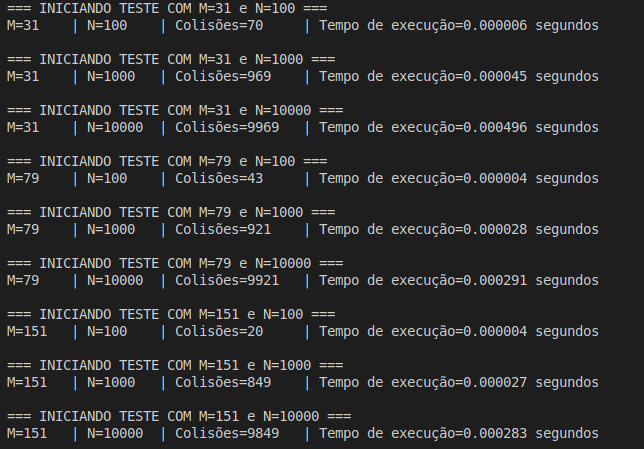 === INICIANDO TESTE COM M=31 e N=100 ===
M=31    | N=100    | Colisões=70     | Tempo de execução=0.000006 segundos
=== INICIANDO TESTE COM M=31 e N=1000 ===
M=31    | N=1000   | Colisões=969    | Tempo de execução=0.000045 segundos
=== INICIANDO TESTE COM M=31 e N=10000 ===
M=31    | N=10000  | Colisões=9969   | Tempo de execução=0.000496 segundos
=== INICIANDO TESTE COM M=79 e N=100 ===
M=79    | N=100    | Colisões=43     | Tempo de execução=0.000004 segundos
=== INICIANDO TESTE COM M=79 e N=1000 ===
M=79    | N=1000   | Colisões=921    | Tempo de execução=0.000028 segundos
=== INICIANDO TESTE COM M=79 e N=10000 ===
M=79    | N=10000  | Colisões=9921   | Tempo de execução=0.000291 segundos
=== INICIANDO TESTE COM M=151 e N=100 ===
M=151   | N=100    | Colisões=20     | Tempo de execução=0.000004 segundos
=== INICIANDO TESTE COM M=151 e N=1000 ===
M=151   | N=1000   | Colisões=849    | Tempo de execução=0.000027 segundos
=== INICIANDO TESTE COM M=151 e N=10000 ===
M=151   | N=10000  | Colisões=9849   | Tempo de execução=0.000283 segundos